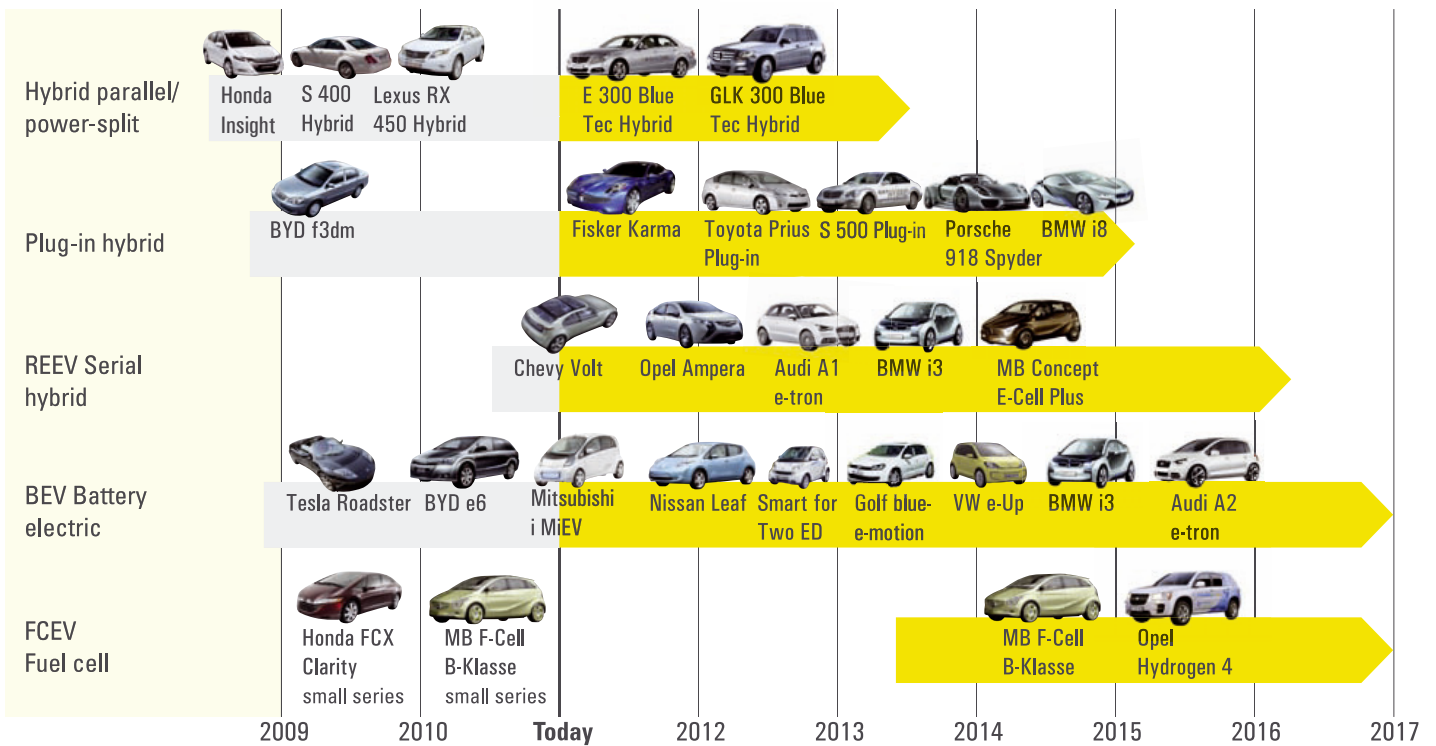 Hybrid parallel/
power-split
Honda
Insight
S 400
Hybrid
Lexus RX
450 Hybrid
E 300 Blue
Tec Hybrid
GLK 300 Blue
Tec Hybrid
Plug-in hybrid
BYD f3dm
Fisker Karma
Toyota Prius
Plug-in
S 500 Plug-in
Porsche
918 Spyder
BMW i8
REEV Serial
hybrid
Chevy Volt
Opel Ampera
Audi A1
e-tron
BMW i3
MB Concept
E-Cell Plus
BEV Battery
electric
Tesla Roadster
BYD e6
Mitsubishi
i MiEV
Nissan Leaf
Smart for
Two ED
Golf blue-
e-motion
VW e-Up
BMW i3
Audi A2
e-tron
FCEV
Fuel cell
Honda FCX
Clarity
small series
MB F-Cell
B-Klasse
small series
MB F-Cell
B-Klasse
Opel
Hydrogen 4
2009 2010 Today 2012 2013 2014 2015 2016 2017